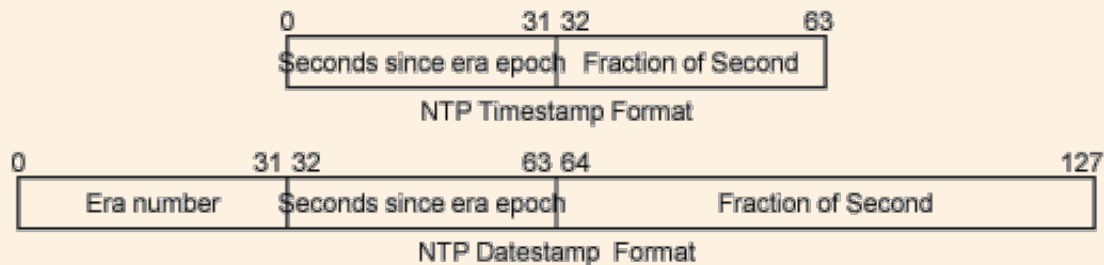 0 31 32 63
Seconds since era epoch Fraction of Second
NTP Timestamp Format
0 31 32 63 64 127
Era number Seconds since era epoch Fraction of Second
NTP Datestamp Format